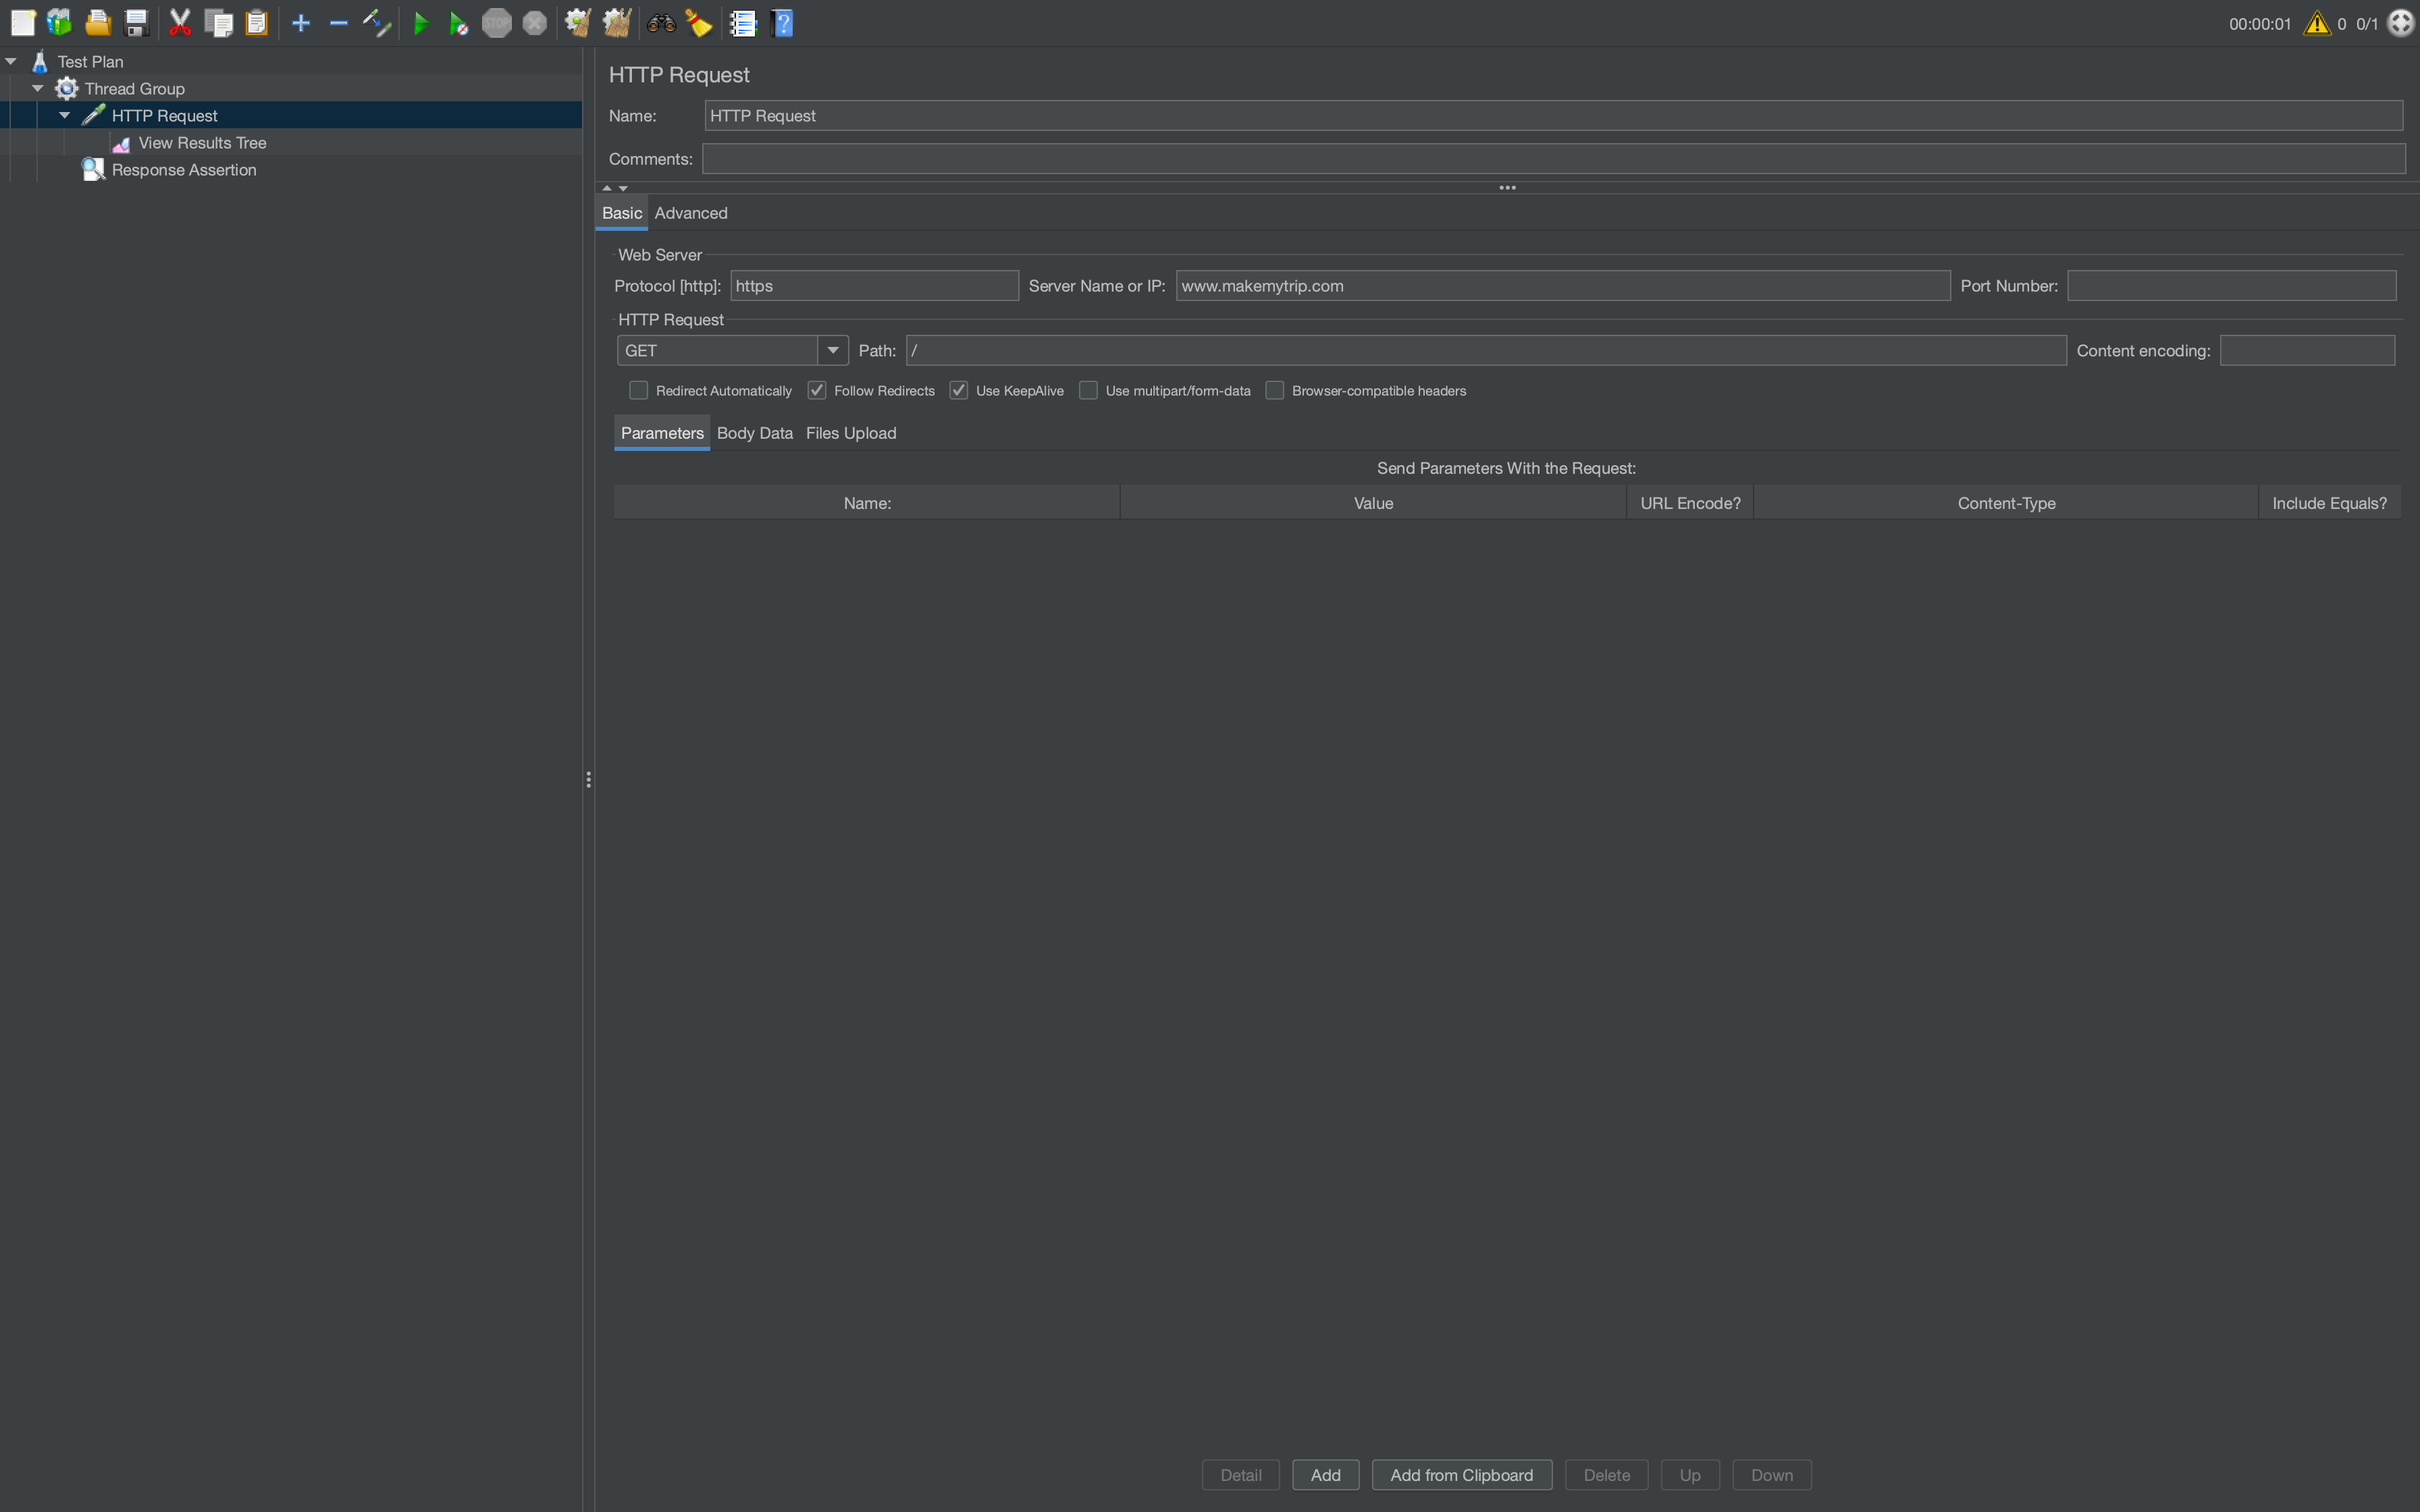 STOP
00:00:01 0 0/1
Test Plan
Thread Group
HTTP Request
View Results Tree
Response Assertion
HTTP Request
Name: HTTP Request
Comments:
Basic Advanced
Web Server
Protocol [http]: https Server Name or IP: www.makemytrip.com Port Number:
HTTP Request
GET Path: / Content encoding:
Redirect Automatically Follow Redirects Use KeepAlive Use multipart/form-data Browser-compatible headers
Parameters Body Data Files Upload
Send Parameters With the Request:
Name: Value URL Encode? Content-Type Include Equals?
Detail Add Add from Clipboard Delete Up Down